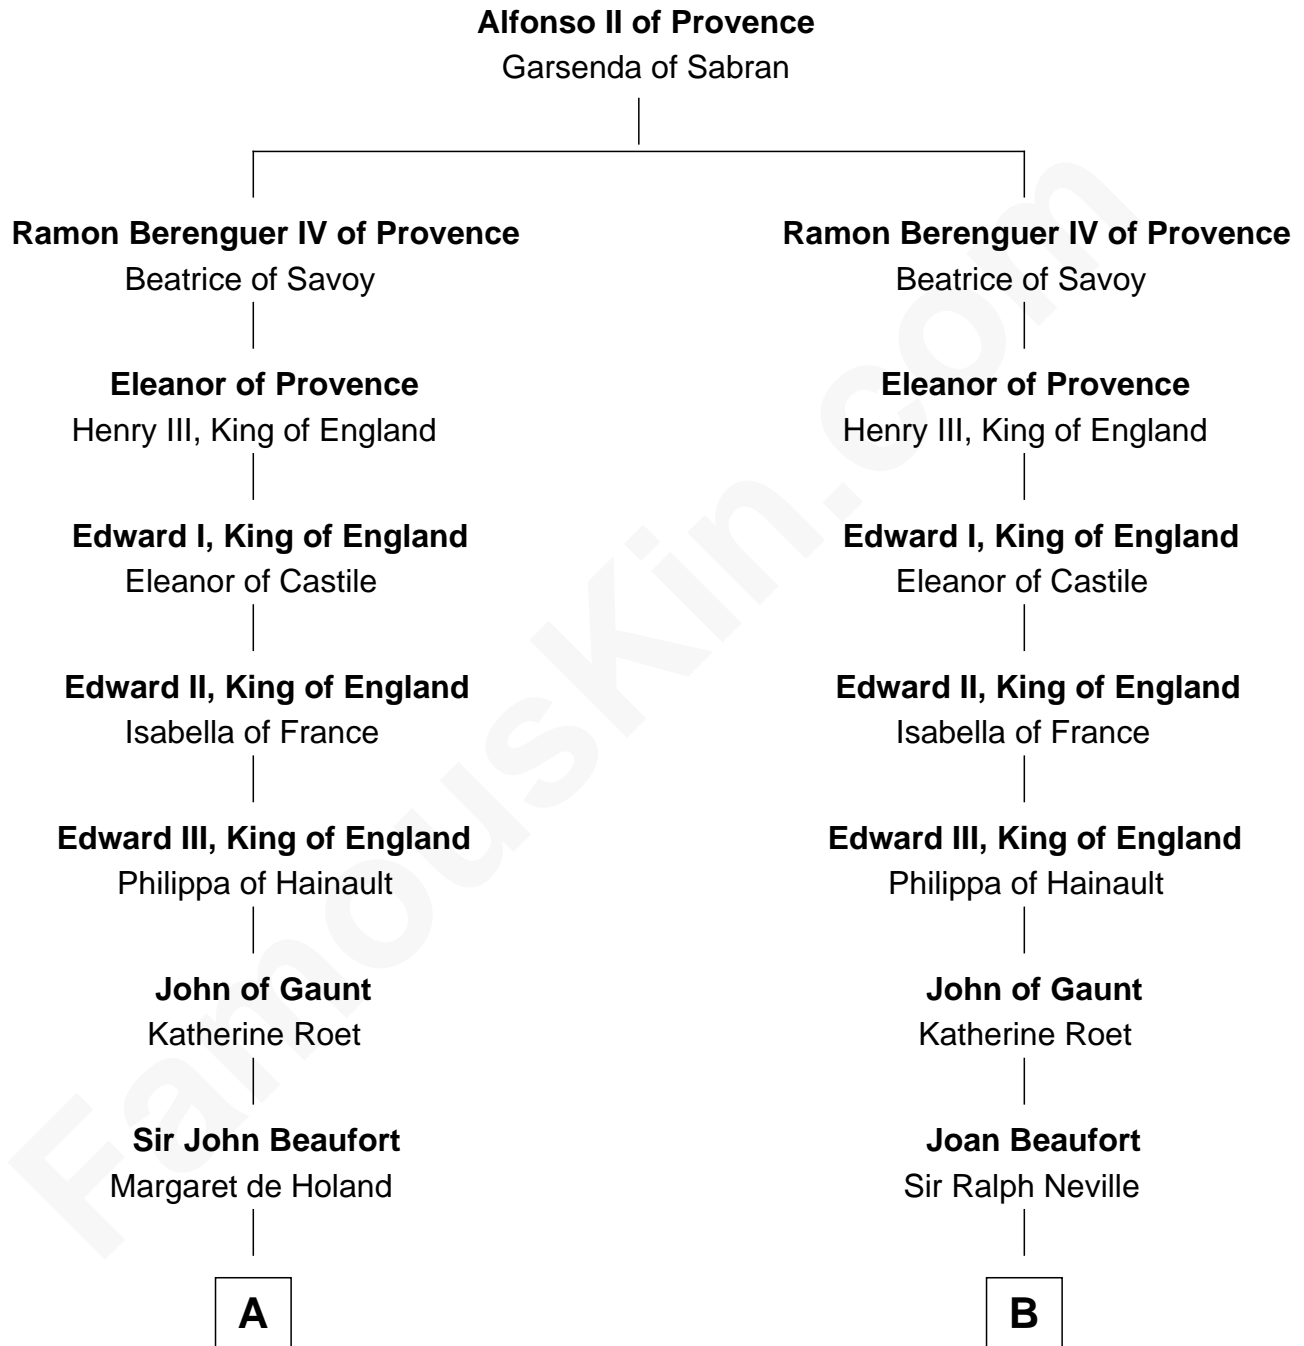 Alfonso II of Provence
Garsenda of Sabran
Ramon Berenguer IV of Provence
Beatrice of Savoy
Eleanor of Provence
Henry III, King of England
Edward I, King of England
Eleanor of Castile
Edward II, King of England
Isabella of France
Edward III, King of England
Philippa of Hainault
John of Gaunt
Katherine Roet
Sir John Beaufort
Margaret de Holand
A
Ramon Berenguer IV of Provence
Beatrice of Savoy
Eleanor of Provence
Henry III, King of England
Edward I, King of England
Eleanor of Castile
Edward II, King of England
Isabella of France
Edward III, King of England
Philippa of Hainault
John of Gaunt
Katherine Roet
Joan Beaufort
Sir Ralph Neville
B
FamousKin.com